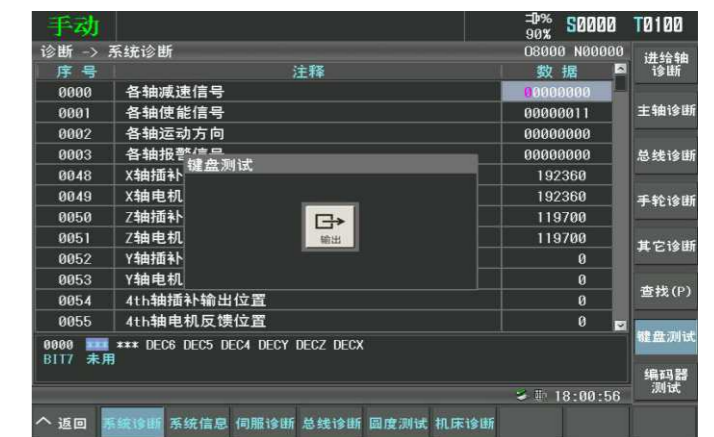 手动
90%
S0000 T0100
诊断 -> 系统诊断 O8000 N00000
序 号 注释 数 据
0000 各轴减速信号 00000000
0001 各轴使能信号 00000011
0002 各轴运动方向 00000000
0003 各轴报警信号 00000000
0048 X轴插补 192360
0049 X轴电机 192360
0050 Z轴插补 119700
0051 Z轴电机 119700
0052 Y轴插补 0
0053 Y轴电机 0
0054 4th轴插补输出位置 0
0055 4th轴电机反馈位置 0
键盘测试
输出
0000 *** *** DEC6 DEC5 DEC4 DECY DECZ DECX
BIT7 未用
18:00:56
进给轴
诊断
主轴诊断
总线诊断
手轮诊断
其它诊断
查找(P)
键盘测试
编码器
测试
返回 系统诊断 系统信息 伺服诊断 总线诊断 圆度测试 机床诊断